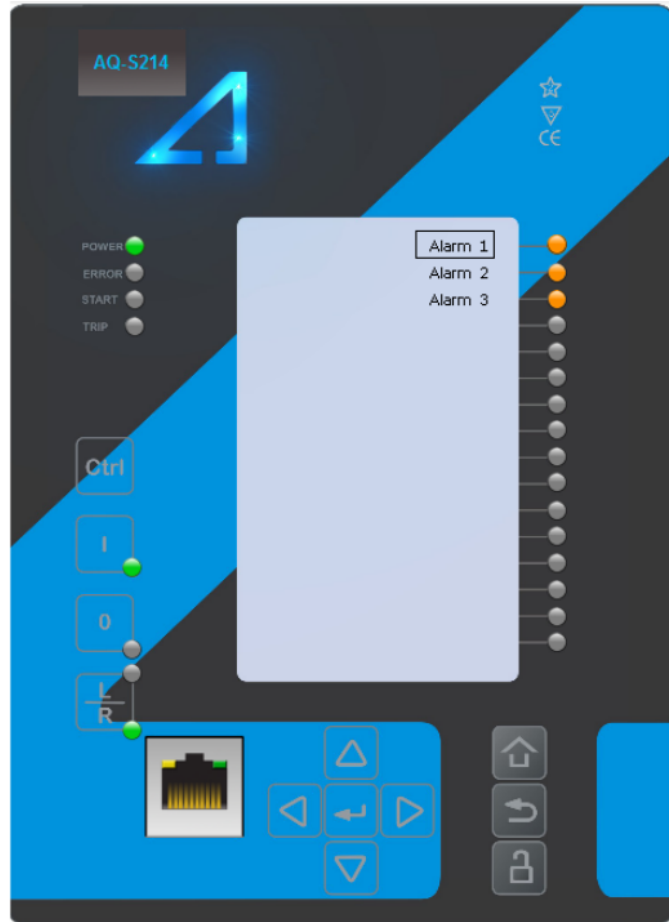 AQ-S214
CE
POWER
ERROR
START
TRIP
Alarm 1
Alarm 2
Alarm 3
Ctrl
I
0
L
R